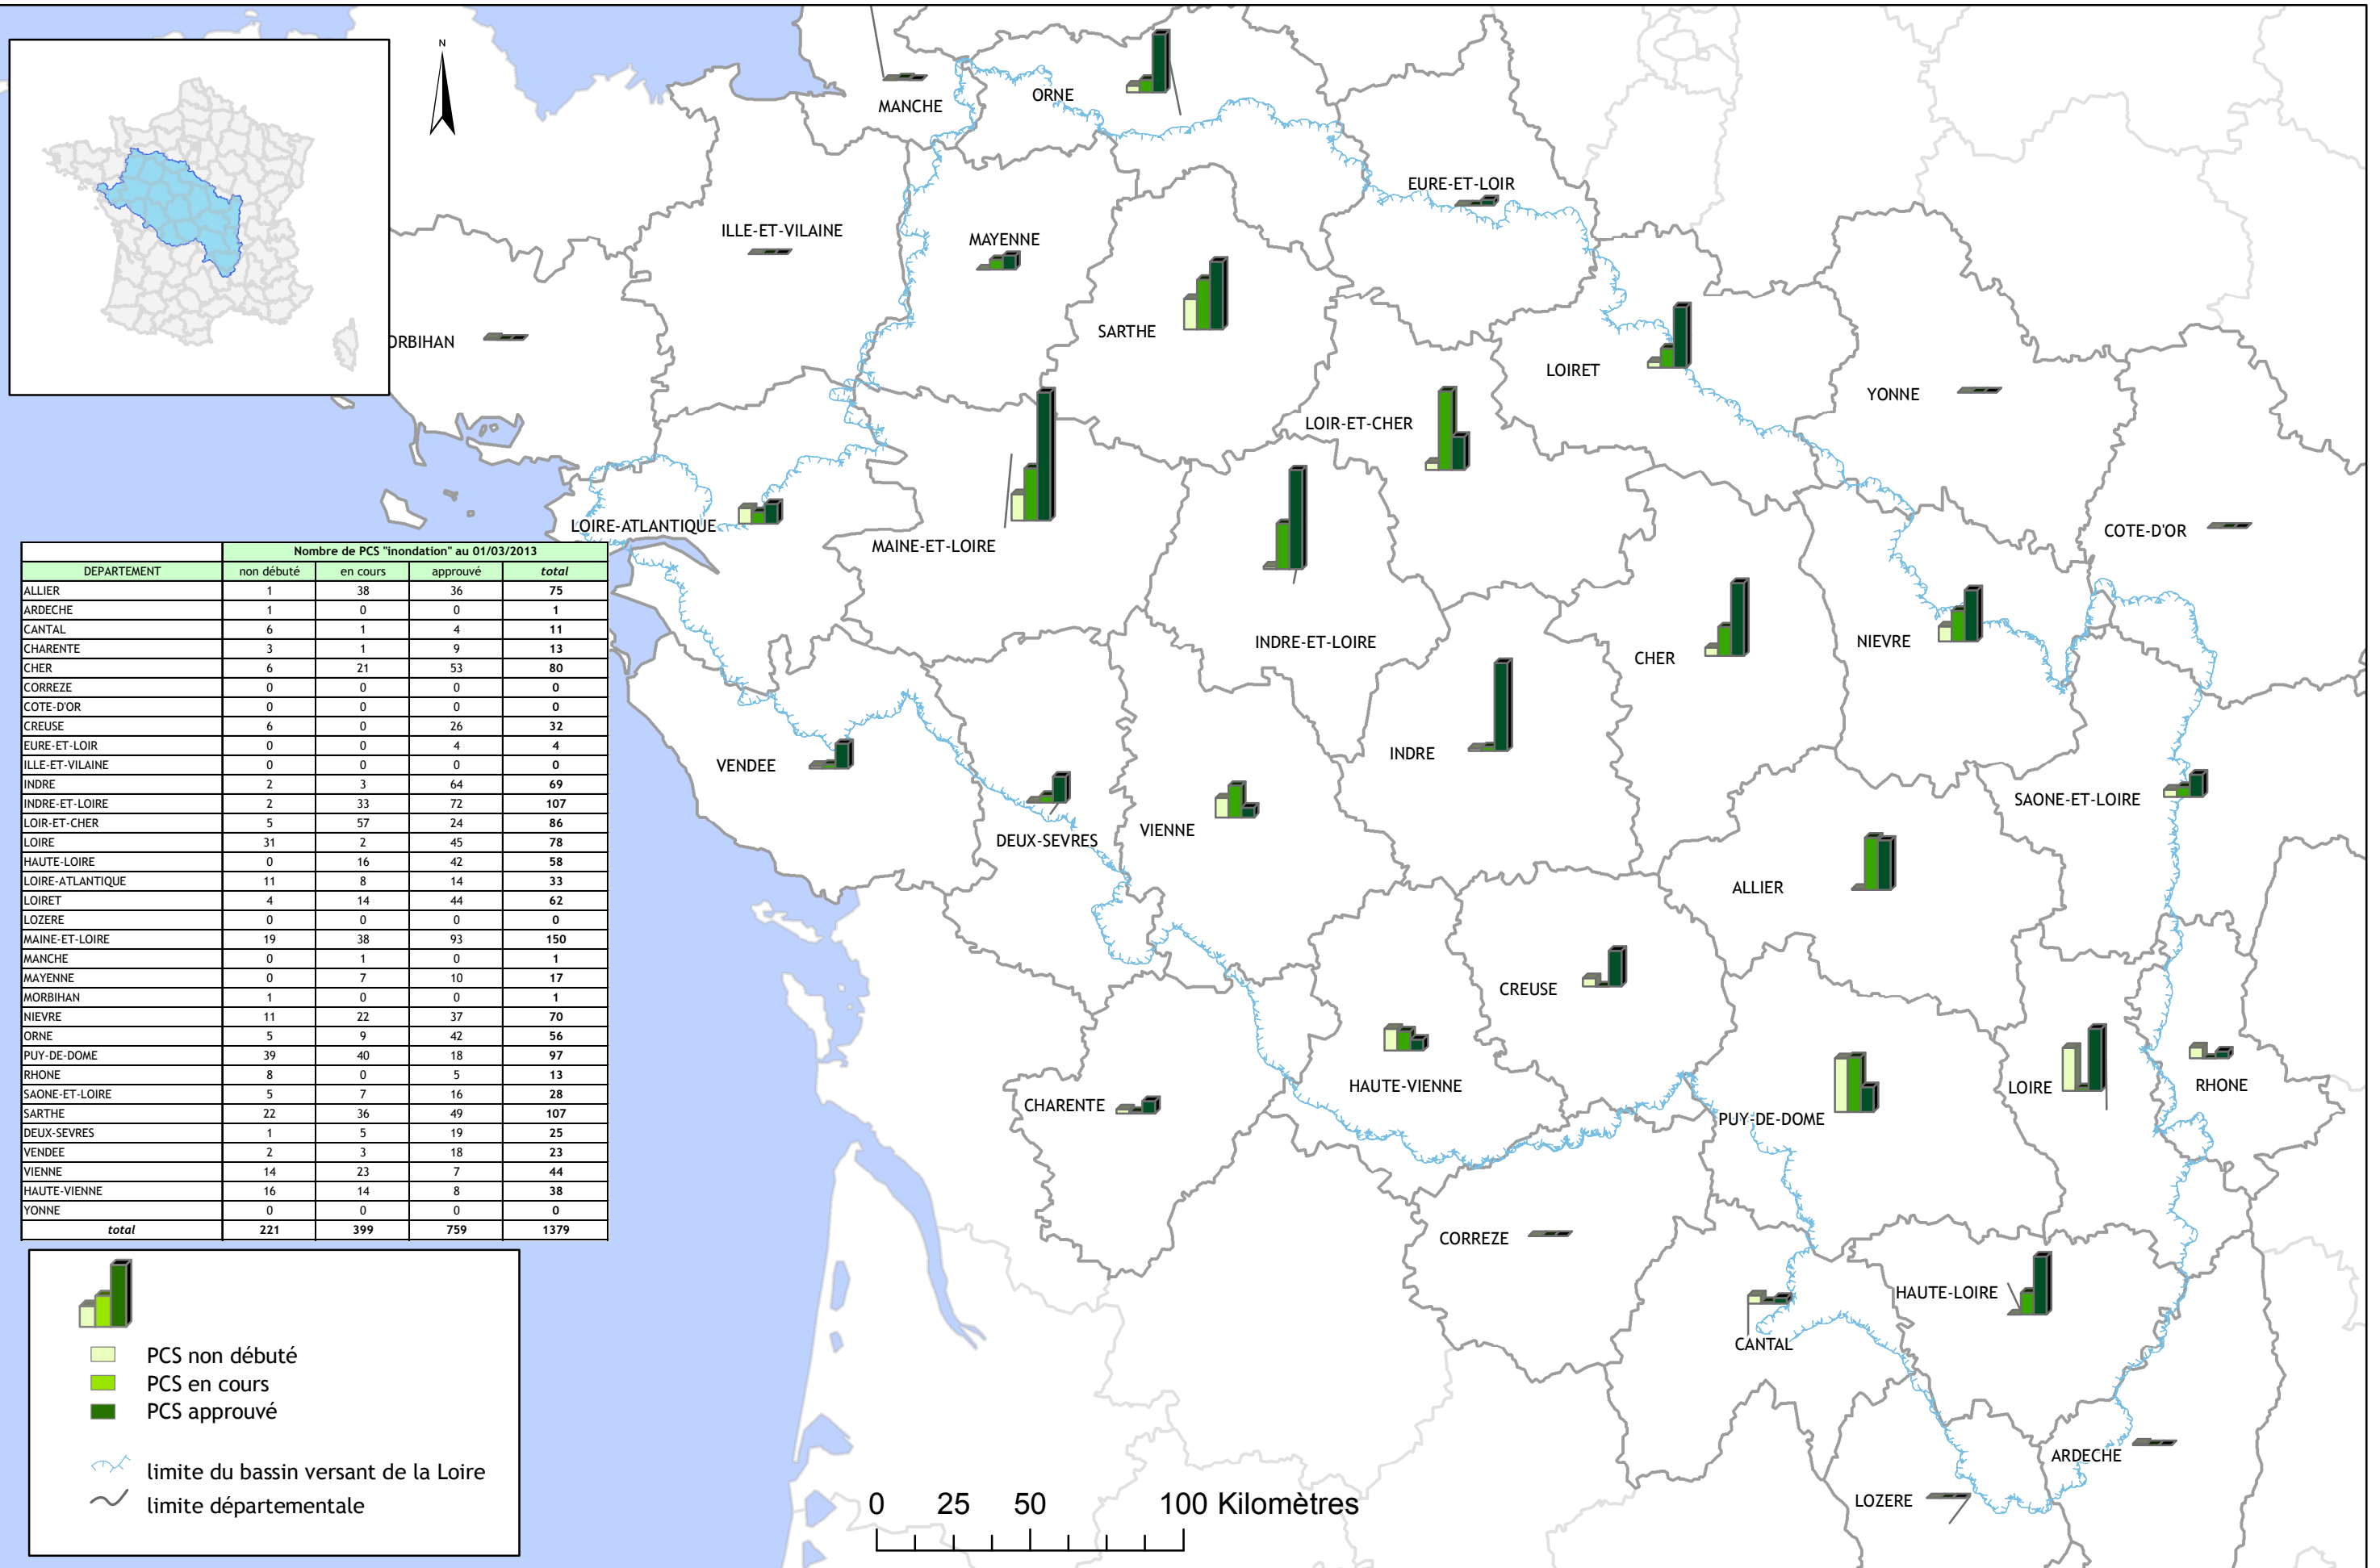 N
MANCHE
ORNE
EURE-ET-LOIR
ILLE-ET-VILAINE
MAYENNE
SARTHE
ORBIHAN
LOIRET
YONNE
LOIR-ET-CHER
LOIRE-ATLANTIQUE
MAINE-ET-LOIRE
COTE-D'OR
INDRE-ET-LOIRE
CHER
NIEVRE
INDRE
VENDEE
SAONE-ET-LOIRE
VIENNE
DEUX-SEVRES
ALLIER
CREUSE
HAUTE-VIENNE
LOIRE
RHONE
CHARENTE
PUY-DE-DOME
CORREZE
HAUTE-LOIRE
CANTAL
ARDECHE
LOZERE
Nombre de PCS "inondation" au 01/03/2013
DEPARTEMENT non débuté en cours approuvé total
ALLIER 1 38 36 75
ARDECHE 1 0 0 1
CANTAL 6 1 4 11
CHARENTE 3 1 9 13
CHER 6 21 53 80
CORREZE 0 0 0 0
COTE-D'OR 0 0 0 0
CREUSE 6 0 26 32
EURE-ET-LOIR 0 0 4 4
ILLE-ET-VILAINE 0 0 0 0
INDRE 2 3 64 69
INDRE-ET-LOIRE 2 33 72 107
LOIR-ET-CHER 5 57 24 86
LOIRE 31 2 45 78
HAUTE-LOIRE 0 16 42 58
LOIRE-ATLANTIQUE 11 8 14 33
LOIRET 4 14 44 62
LOZERE 0 0 0 0
MAINE-ET-LOIRE 19 38 93 150
MANCHE 0 1 0 1
MAYENNE 0 7 10 17
MORBIHAN 1 0 0 1
NIEVRE 11 22 37 70
ORNE 5 9 42 56
PUY-DE-DOME 39 40 18 97
RHONE 8 0 5 13
SAONE-ET-LOIRE 5 7 16 28
SARTHE 22 36 49 107
DEUX-SEVRES 1 5 19 25
VENDEE 2 3 18 23
VIENNE 14 23 7 44
HAUTE-VIENNE 16 14 8 38
YONNE 0 0 0 0
total 221 399 759 1379
PCS non débuté
PCS en cours
PCS approuvé
limite du bassin versant de la Loire
limite départementale
0 25 50 100 Kilomètres